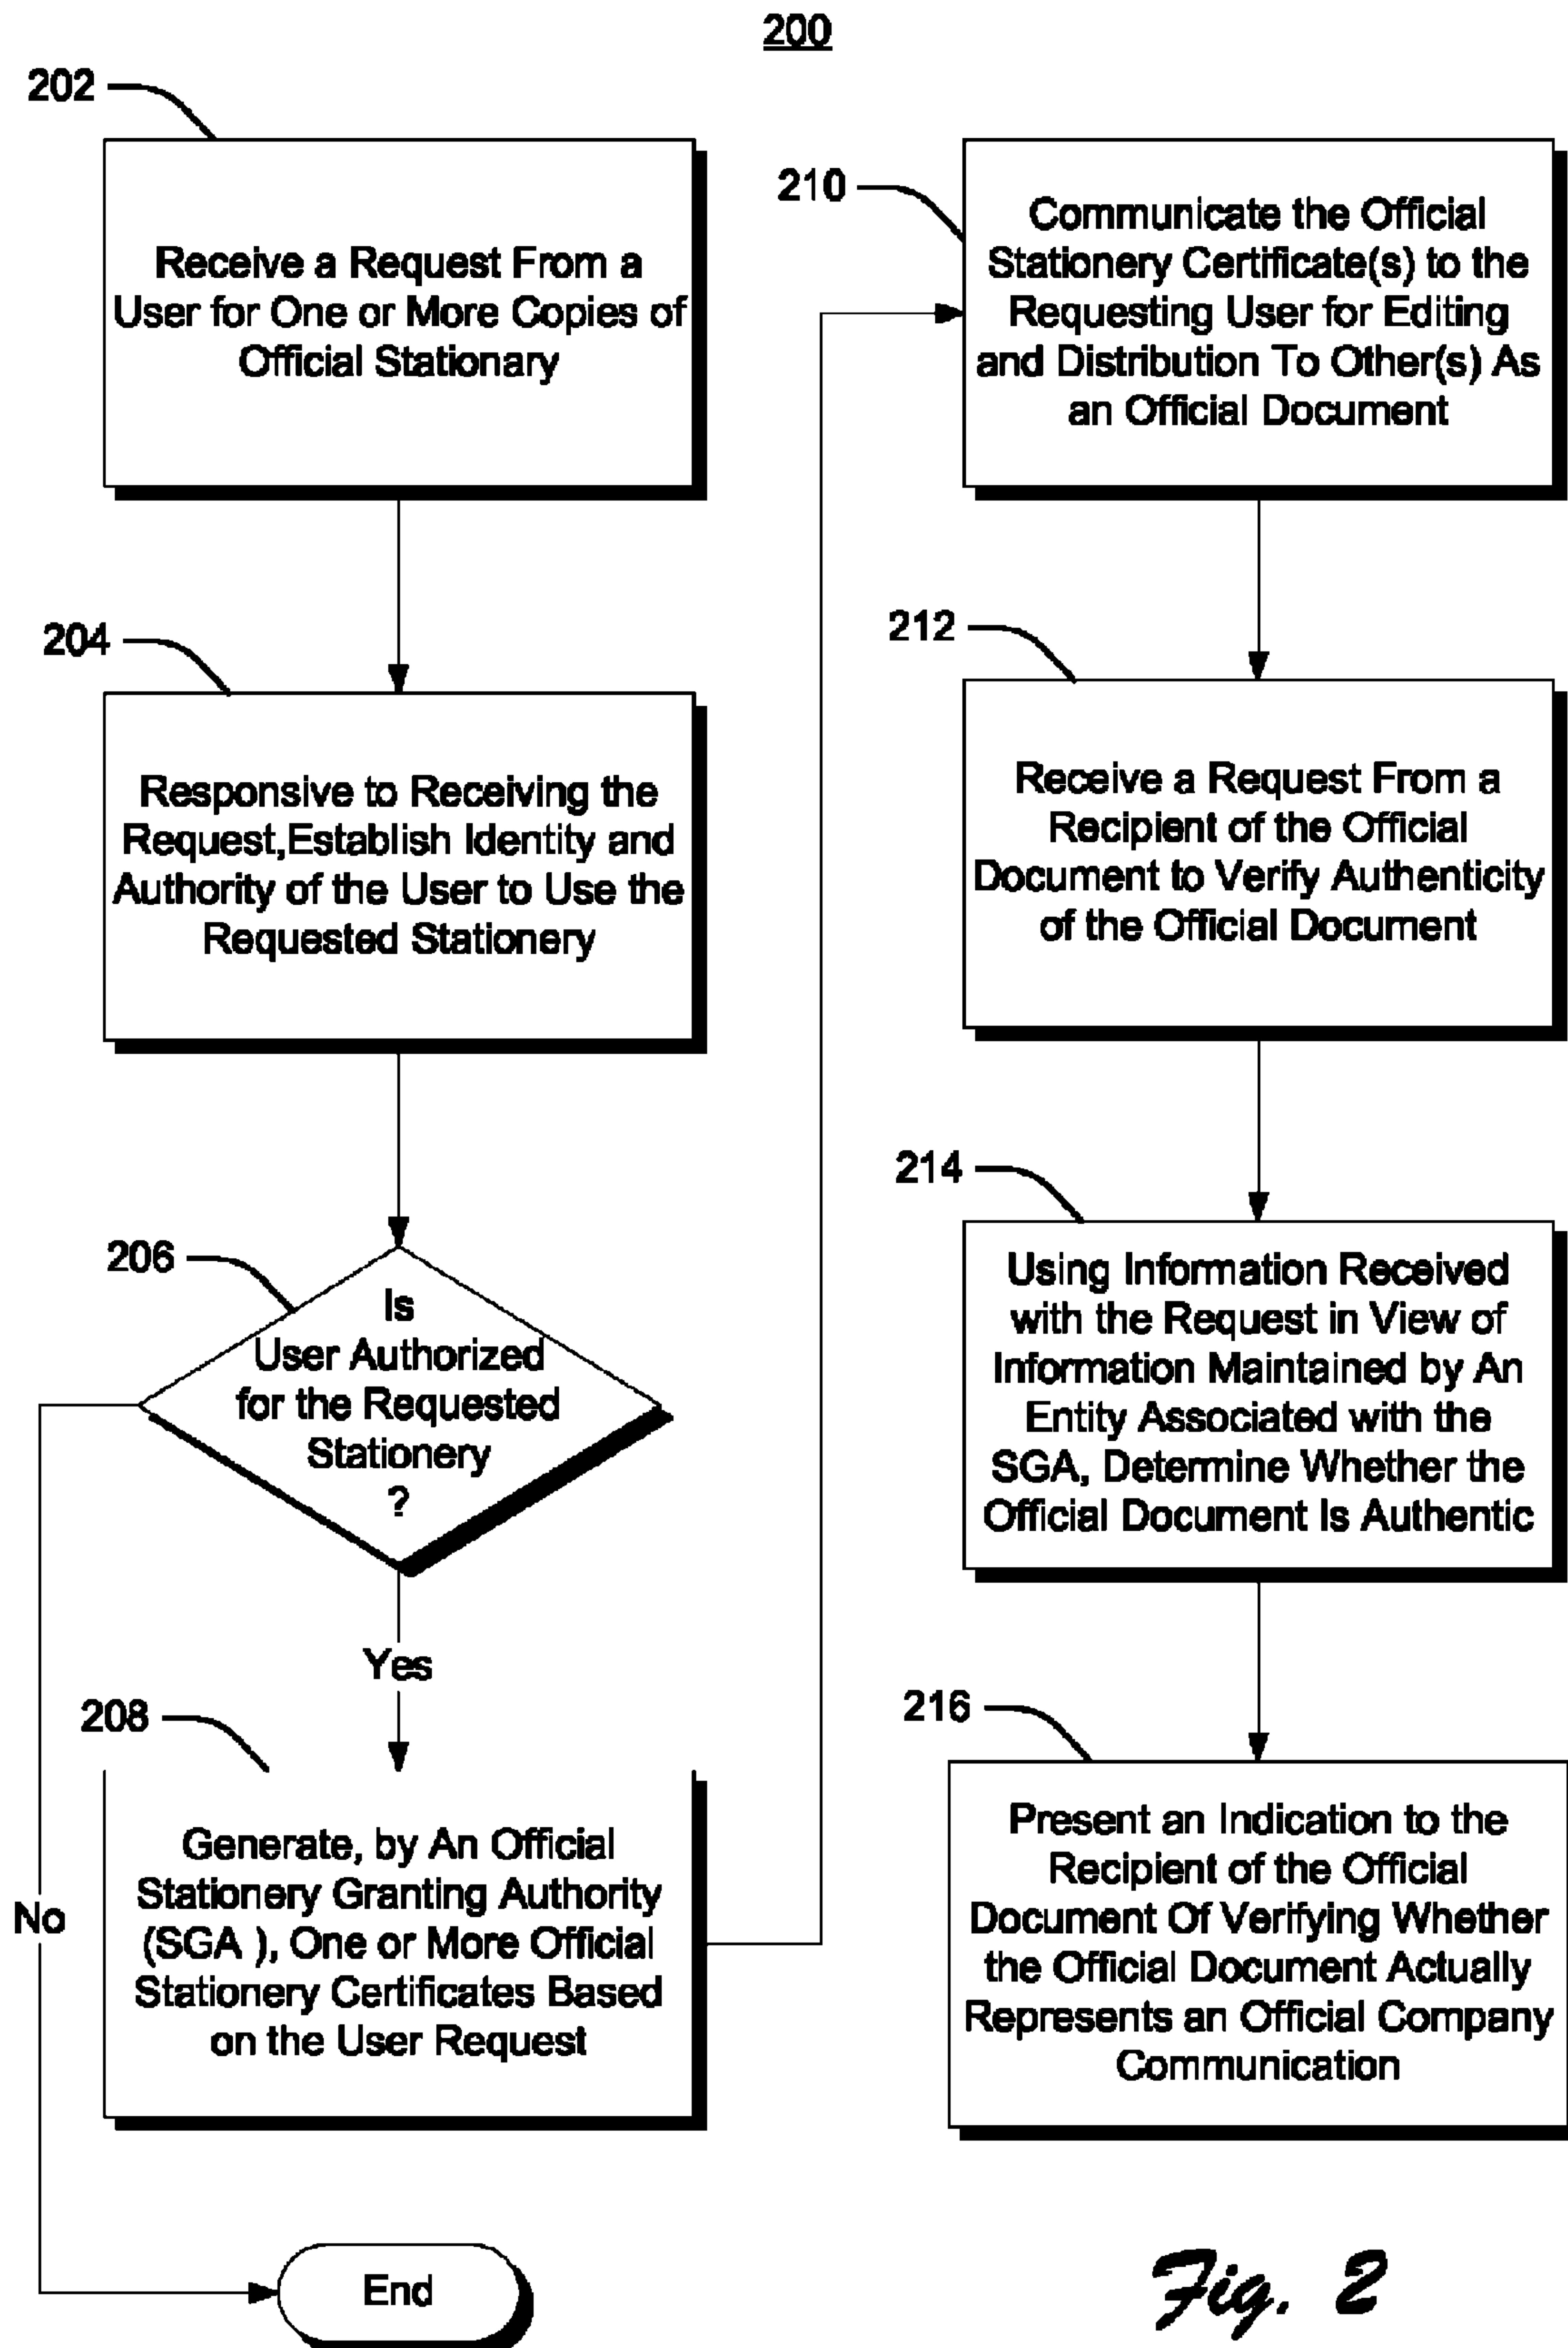 200
202
Receive a Request From a
User for One or More Copies of
Official Stationary
204
Responsive to Receiving the
Request,Establish Identity and
Authority of the User to Use the
Requested Stationery
206
Is
User Authorized
for the Requested
Stationery
?
Yes
No
208
Generate, by An Official
Stationery Granting Authority
(SGA ), One or More Official
Stationery Certificates Based
on the User Request
End
210
Communicate the Official
Stationery Certificate(s) to the
Requesting User for Editing
and Distribution To Other(s) As
an Official Document
212
Receive a Request From a
Recipient of the Official
Document to Verify Authenticity
of the Official Document
214
Using Information Received
with the Request in View of
Information Maintained by An
Entity Associated with the
SGA, Determine Whether the
Official Document Is Authentic
216
Present an Indication to the
Recipient of the Official
Document Of Verifying Whether
the Official Document Actually
Represents an Official Company
Communication
Fig. 2